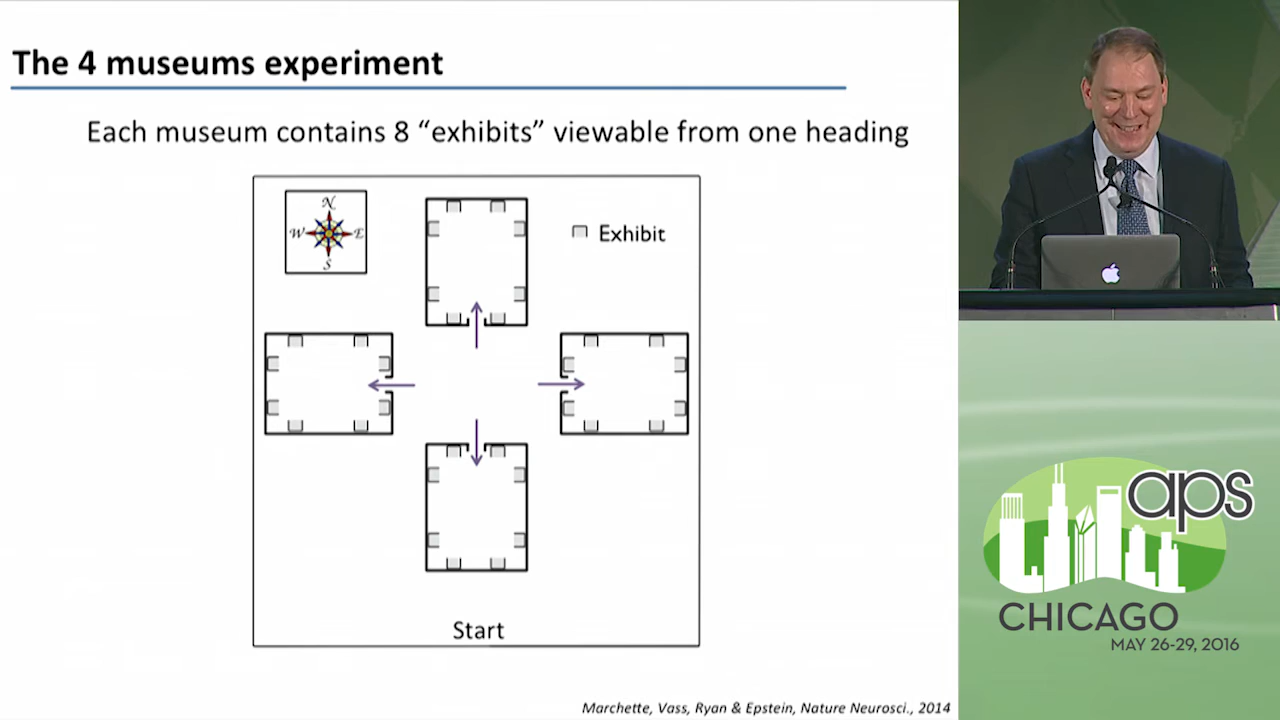 The 4 museums experiment
Each museum contains 8 “exhibits” viewable from one heading
N
W E
S
Exhibit
Start
Marchette, Vass, Ryan & Epstein, Nature Neurosci., 2014
aps
CHICAGO
MAY 26-29, 2016